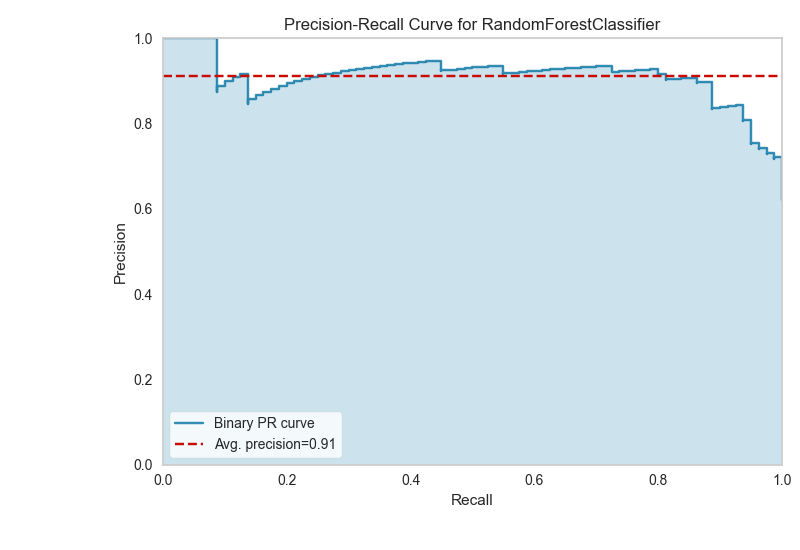 Precision-Recall Curve for RandomForestClassifier
1.0
0.8
0.6
0.4
0.2
0.0
Precision
Binary PR curve
Avg. precision=0.91
0.0 0.2 0.4 0.6 0.8 1.0
Recall